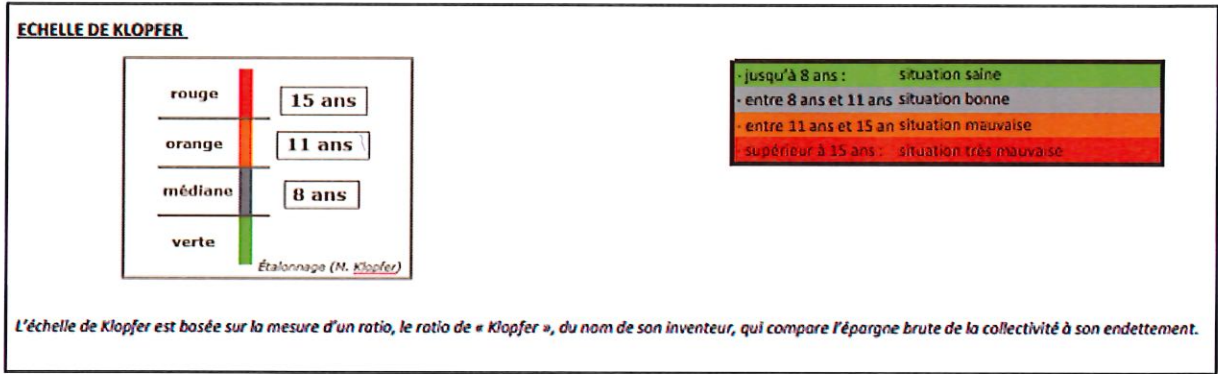 ECHELLE DE KLOPFER
rouge
15 ans
orange
11 ans
médiane
8 ans
verte
Étalonnage (M. Klopfer)
- jusqu'à 8 ans : situation saine
- entre 8 ans et 11 ans situation bonne
- entre 11 ans et 15 an situation mauvaise
- supérieur à 15 ans : situation très mauvaise
L'échelle de Klopfer est basée sur la mesure d'un ratio, le ratio de « Klopfer », du nom de son inventeur, qui compare l'épargne brute de la collectivité à son endettement.